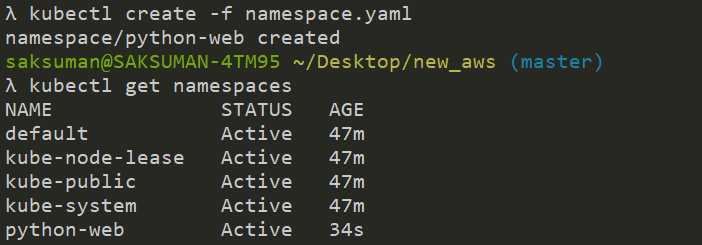 λ kubectl create -f namespace.yaml
namespace/python-web created
saksuman@SAKSUMAN-4TM95 ~/Desktop/new_aws (master)
λ kubectl get namespaces
NAME STATUS AGE
default Active 47m
kube-node-lease Active 47m
kube-public Active 47m
kube-system Active 47m
python-web Active 34s